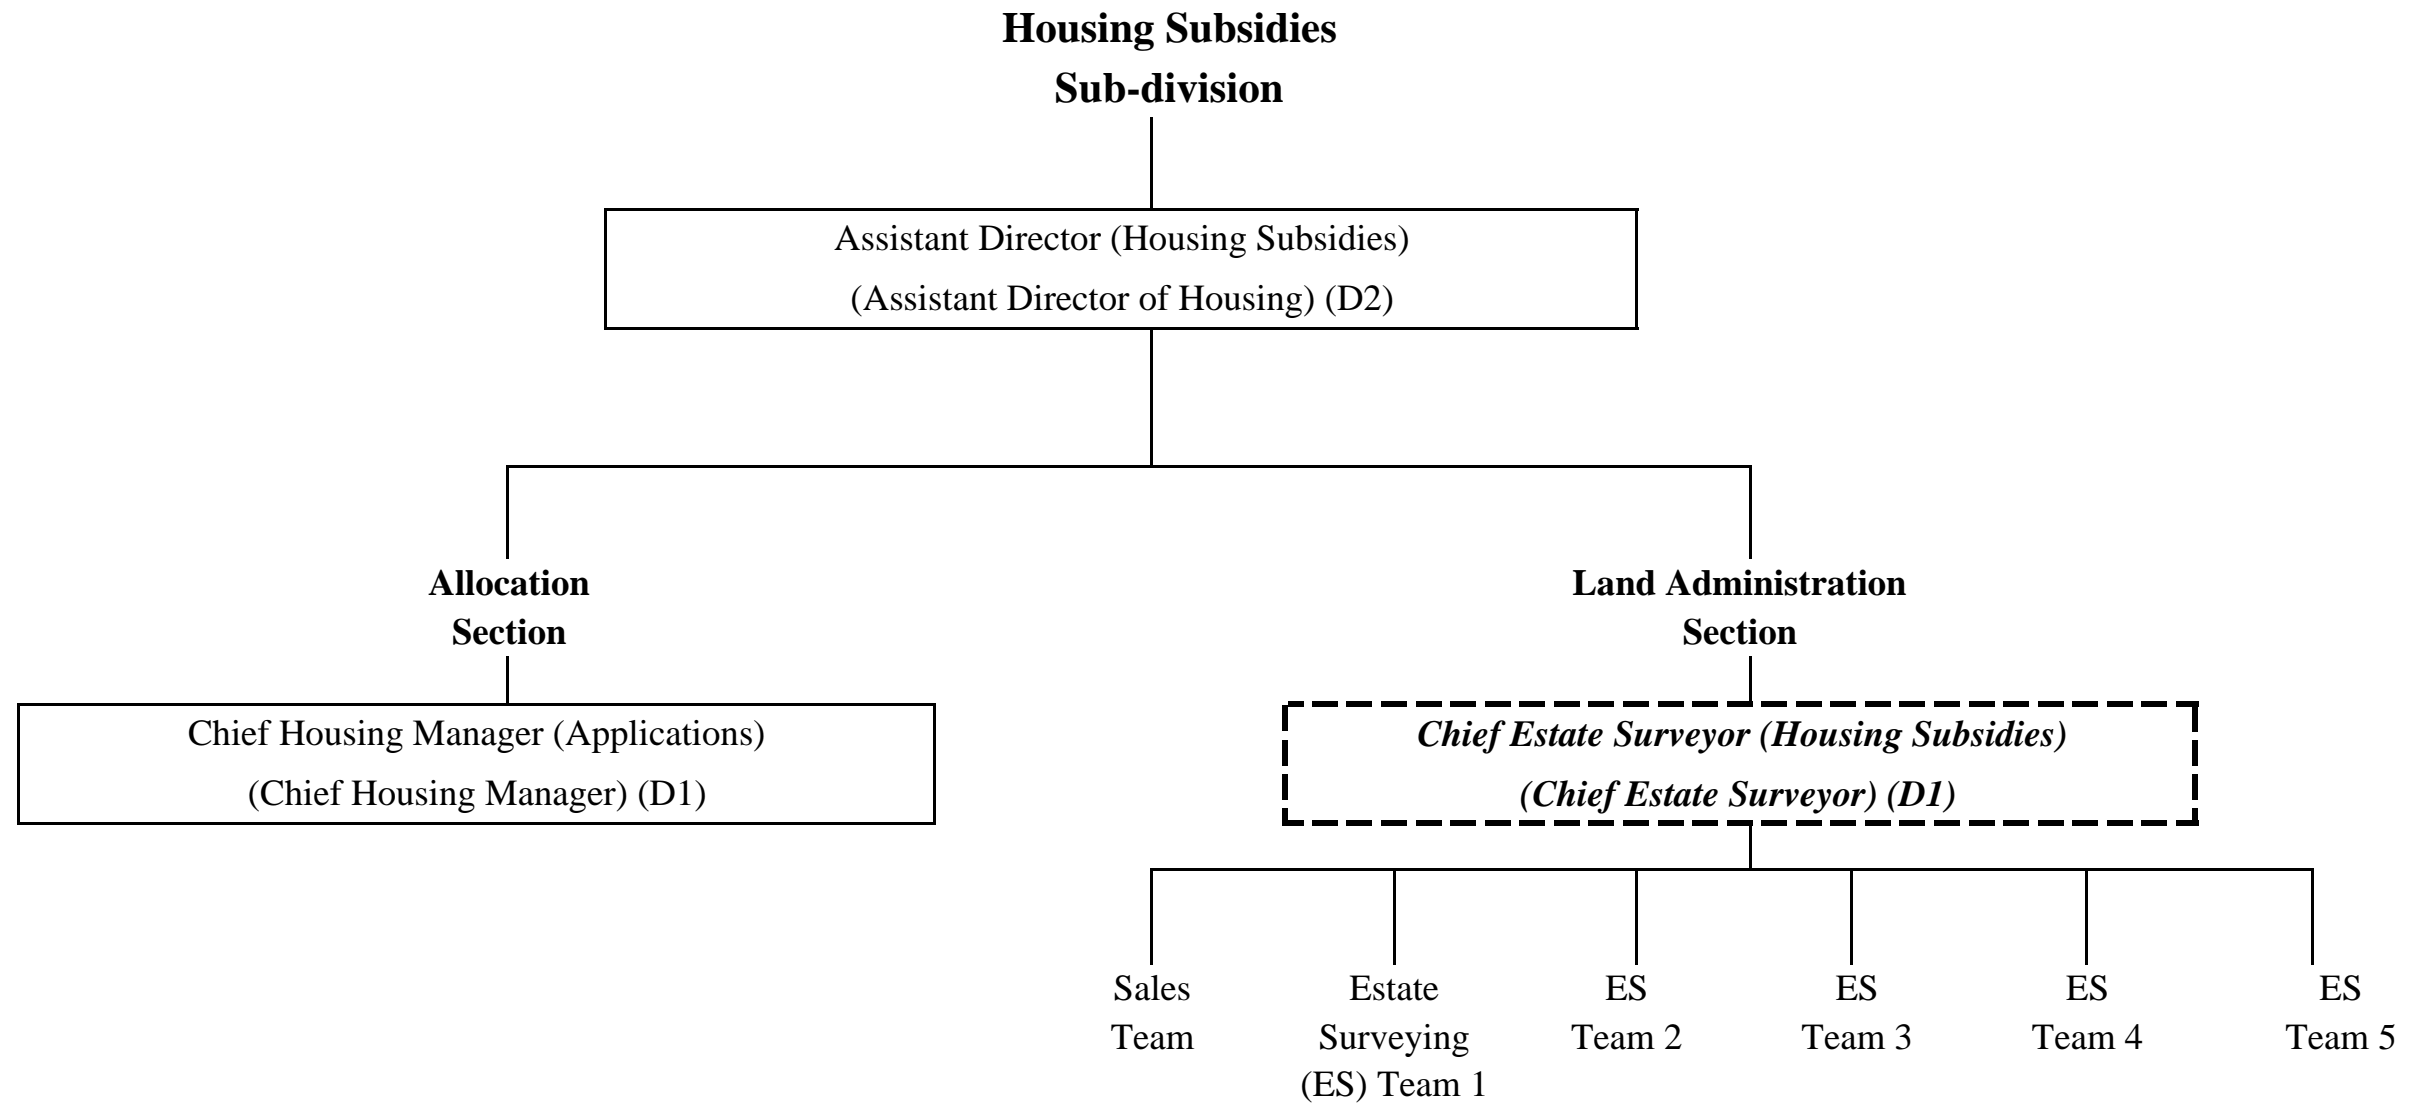 Housing Subsidies
Sub-division
Assistant Director (Housing Subsidies)
(Assistant Director of Housing) (D2)
Allocation
Section
Land Administration
Section
Chief Housing Manager (Applications)
(Chief Housing Manager) (D1)
Chief Estate Surveyor (Housing Subsidies)
(Chief Estate Surveyor) (D1)
Sales
Team
Estate
Surveying
(ES) Team 1
ES
Team 2
ES
Team 3
ES
Team 4
ES
Team 5